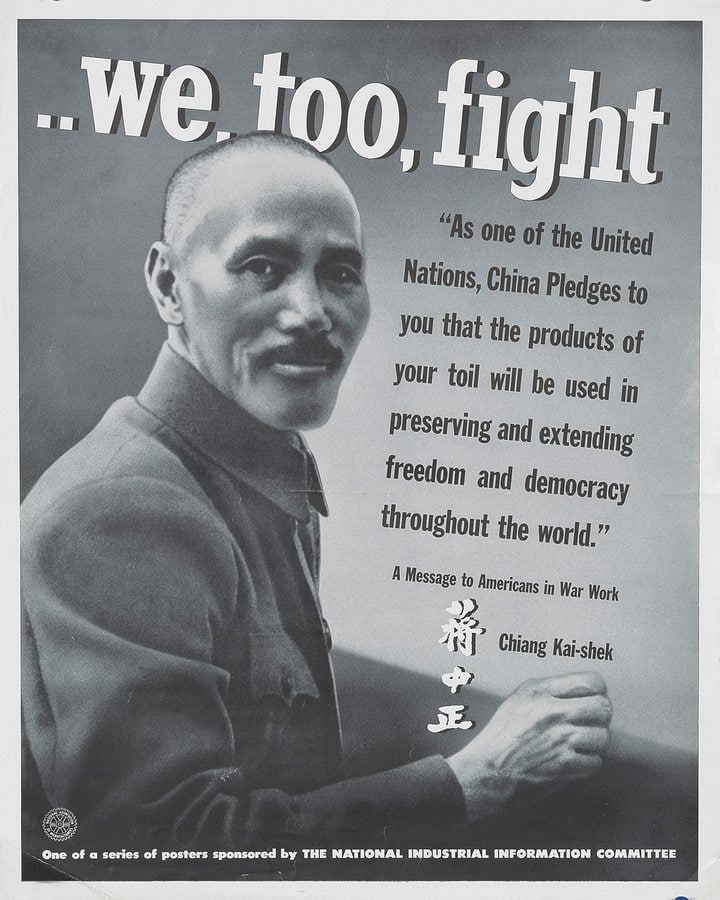 ..we, too, fight
“As one of the United
Nations, China Pledges to
you that the products of
your toil will be used in
preserving and extending
freedom and democracy
throughout the world.”
A Message to Americans in War Work
蔣中正
Chiang Kai-shek
One of a series of posters sponsored by THE NATIONAL INDUSTRIAL INFORMATION COMMITTEE